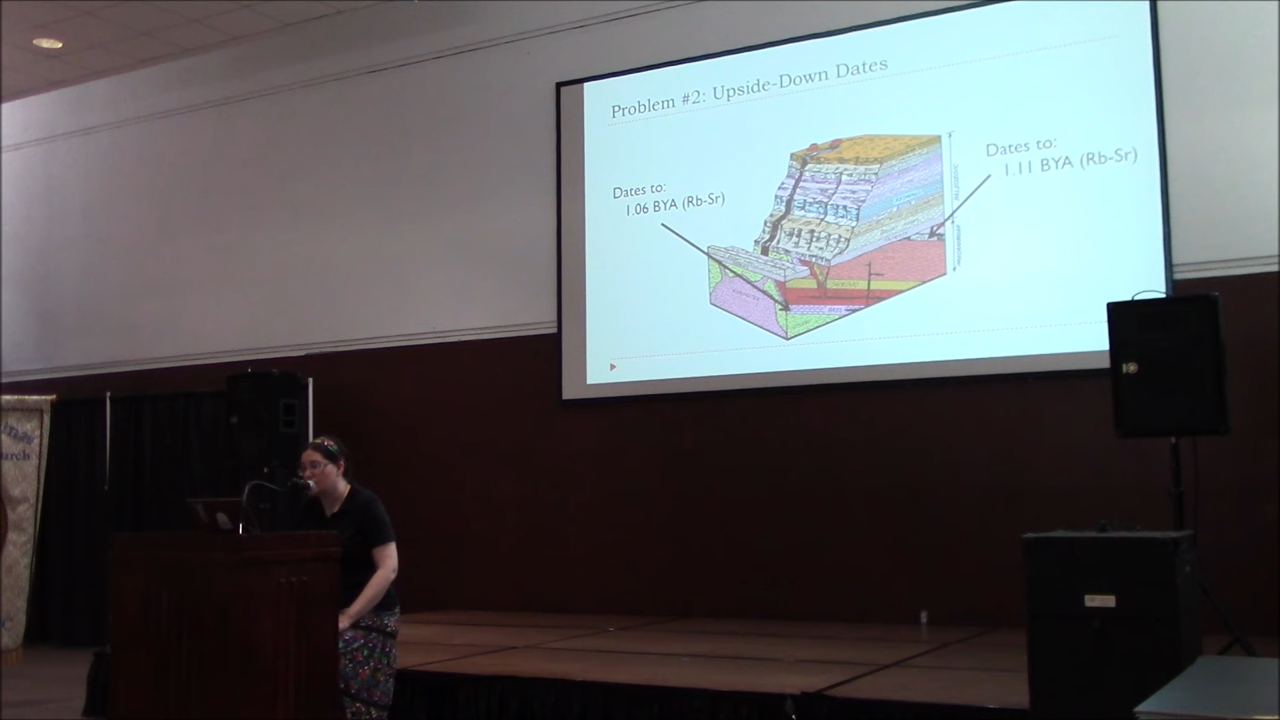 Problem #2: Upside-Down Dates
Dates to:
1.11 BYA (Rb-Sr)
Dates to:
1.06 BYA (Rb-Sr)